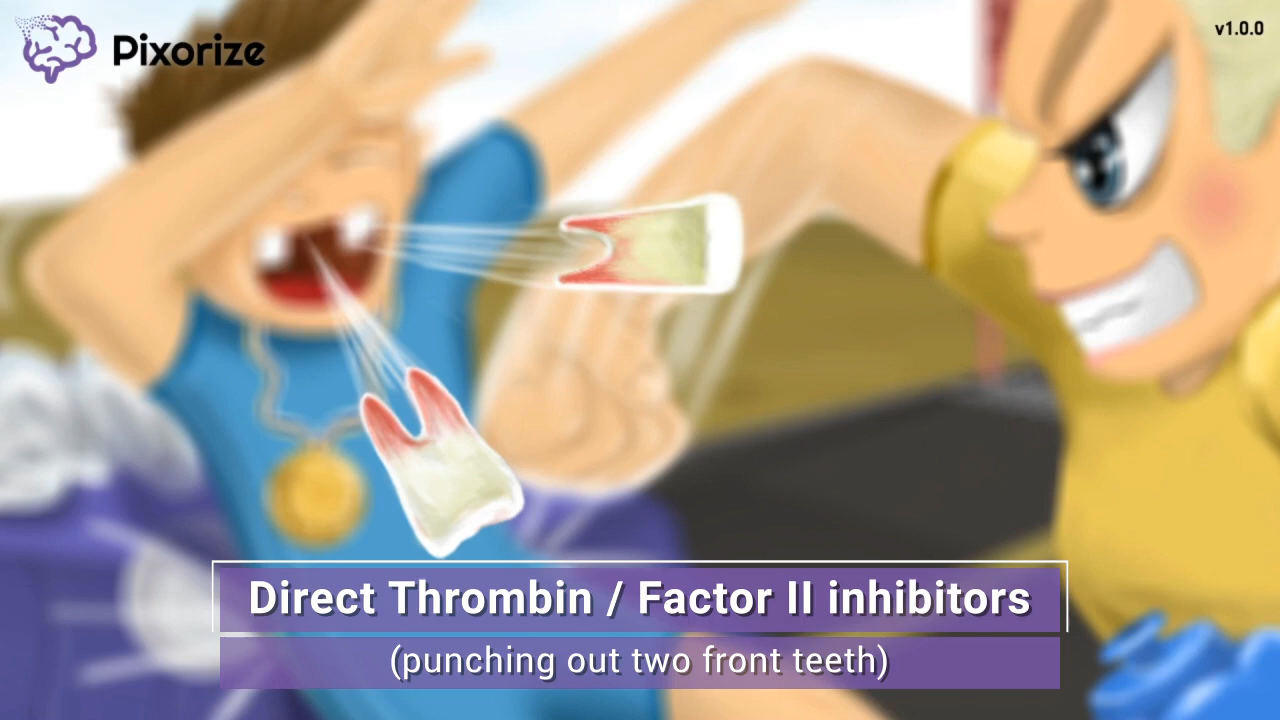 Pixorize
v1.0.0
Direct Thrombin / Factor II inhibitors
(punching out two front teeth)